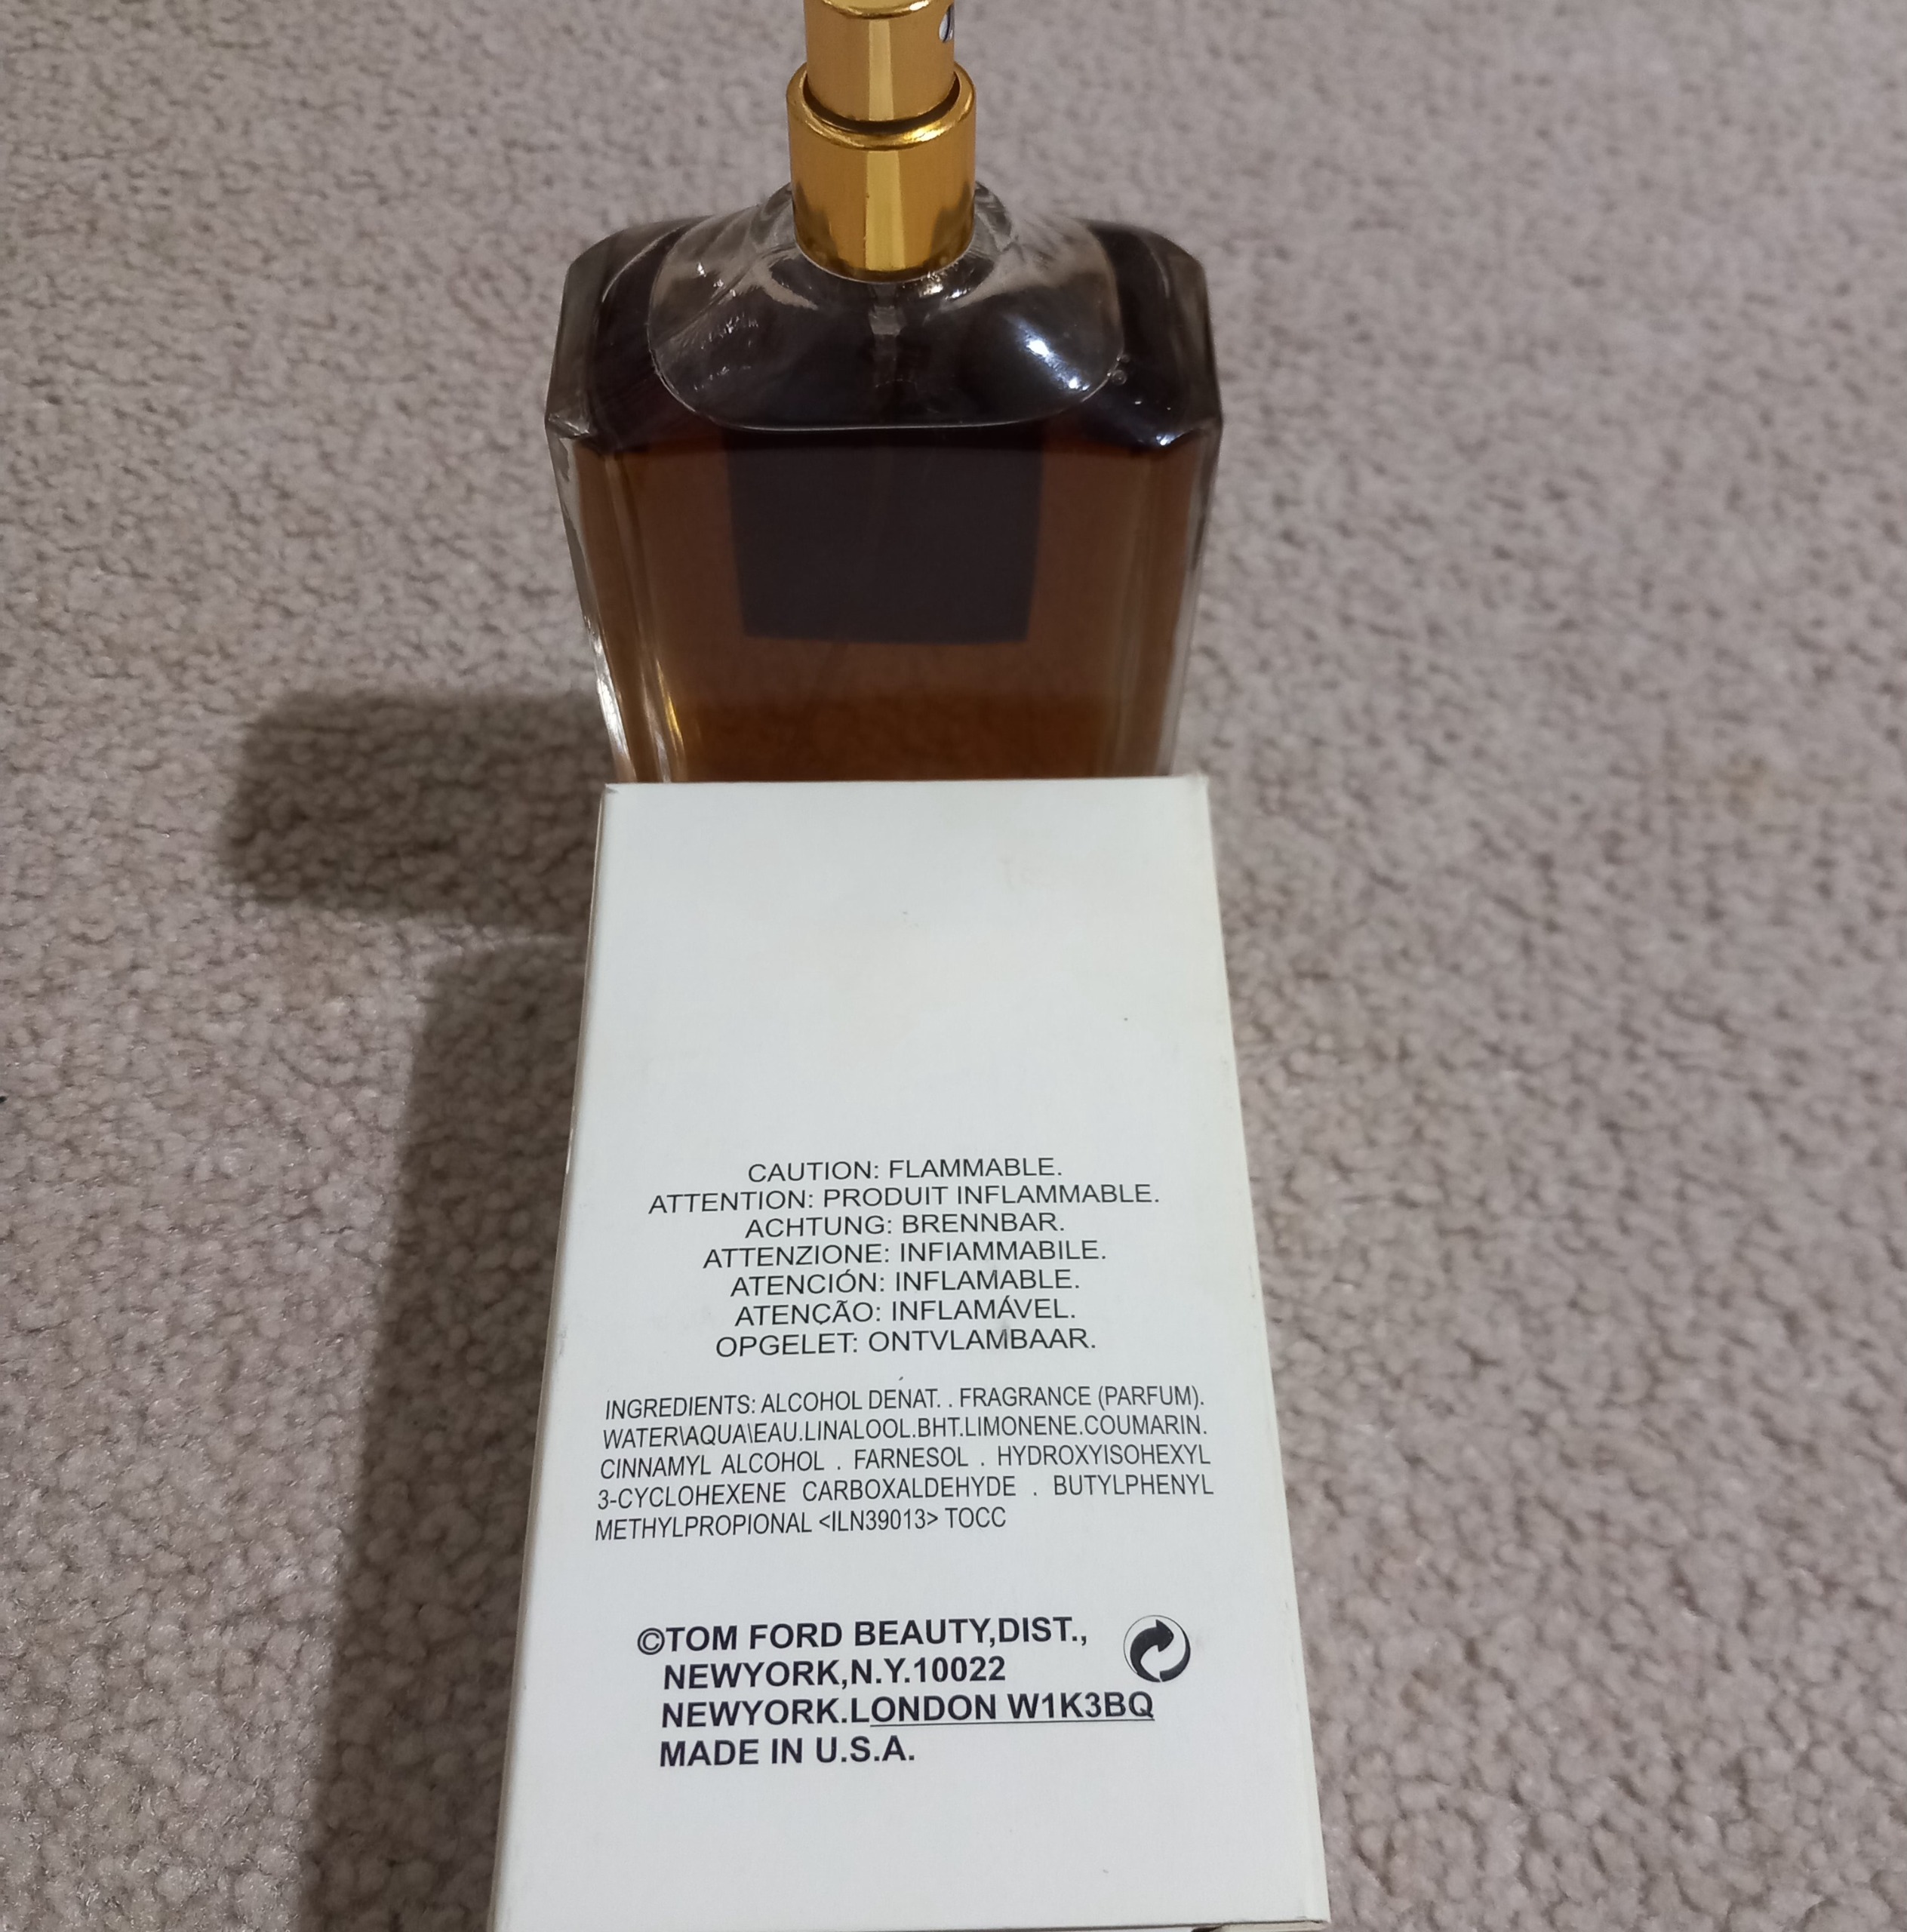 CAUTION: FLAMMABLE.
ATTENTION: PRODUIT INFLAMMABLE.
ACHTUNG: BRENNBAR.
ATTENZIONE: INFIAMMABILE.
ATENCIÓN: INFLAMABLE.
ATENÇÃO: INFLAMÁVEL.
OPGELET: ONTVLAMBAAR.
INGREDIENTS: ALCOHOL DENAT. . FRAGRANCE (PARFUM).
WATER\AQUA\EAU.LINALOOL.BHT.LIMONENE.COUMARIN.
CINNAMYL ALCOHOL . FARNESOL . HYDROXYISOHEXYL
3-CYCLOHEXENE CARBOXALDEHYDE . BUTYLPHENYL
METHYLPROPIONAL <ILN39013> TOCC
©TOM FORD BEAUTY,DIST.,
NEWYORK,N.Y.10022
NEWYORK.LONDON W1K3BQ
MADE IN U.S.A.